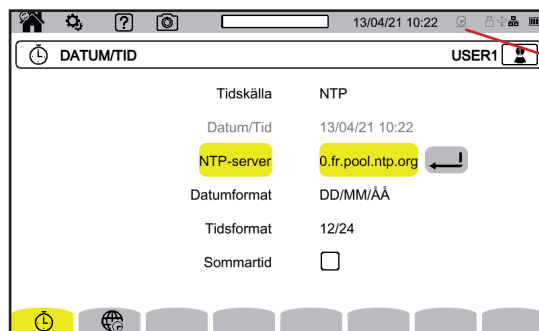 13/04/21 10:22
DATUM/TID USER1
Tidskälla NTP
Datum/Tid 13/04/21 10:22
NTP-server 0.fr.pool.ntp.org
Datumformat DD/MM/ÅÅ
Tidsformat 12/24
Sommartid